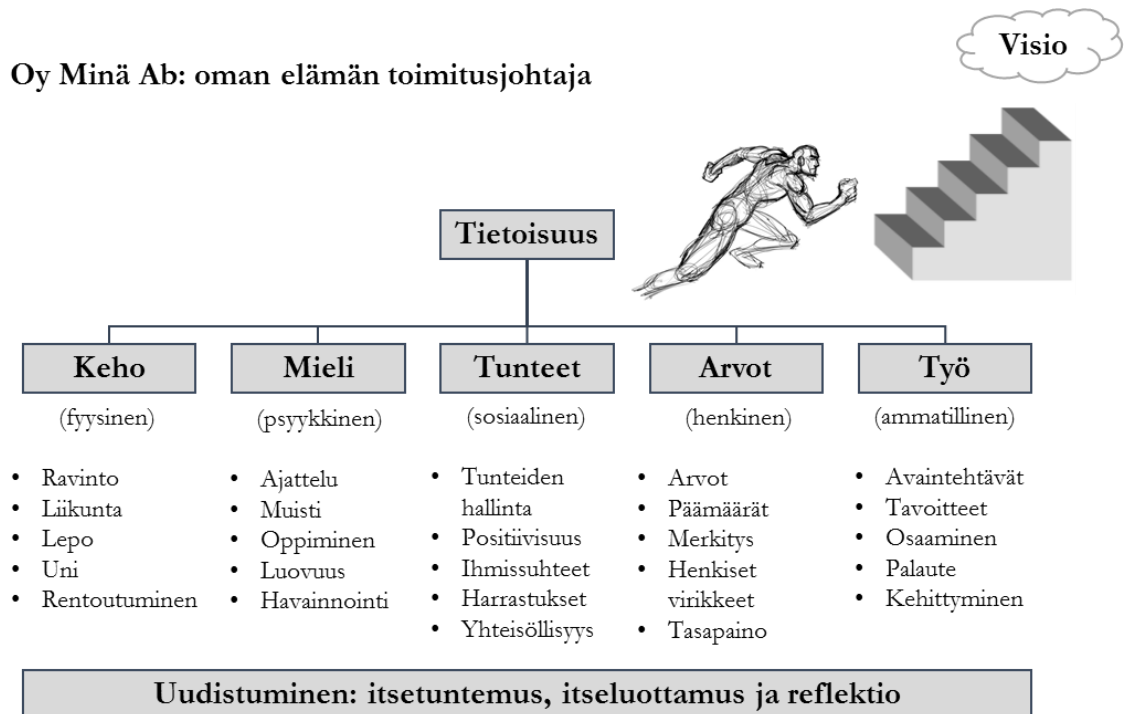 Visio
Oy Minä Ab: oman elämän toimitusjohtaja
Tietoisuus
Keho
(fyysinen)
• Ravinto
• Liikunta
• Lepo
• Uni
• Rentoutuminen
Mieli
(psyykkinen)
• Ajattelu
• Muisti
• Oppiminen
• Luovuus
• Havainnointi
Tunteet
(sosiaalinen)
• Tunteiden
hallinta
• Positiivisuus
• Ihmissuhteet
• Harrastukset
• Yhteisöllisyys
Arvot
(henkinen)
• Arvot
• Päämäärät
• Merkitys
• Henkiset
virikkeet
• Tasapaino
Työ
(ammatillinen)
• Avaintehtävät
• Tavoitteet
• Osaaminen
• Palaute
• Kehittyminen
Uudistuminen: itsetuntemus, itseluottamus ja reflektio